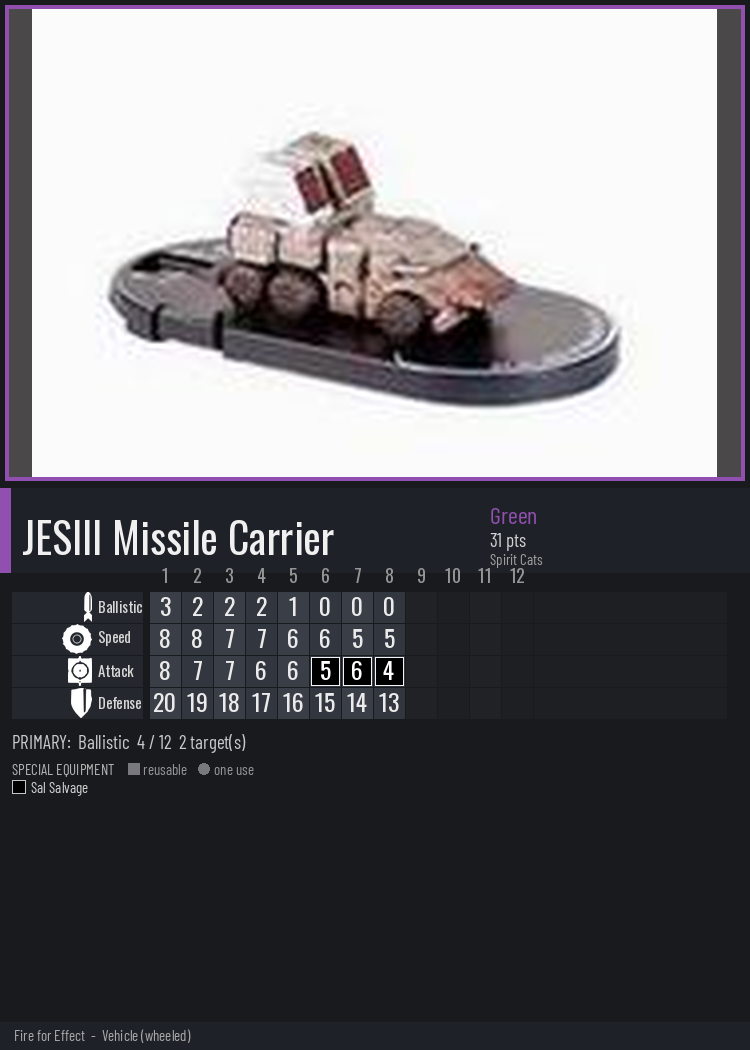 JESIII Missile Carrier
Green
31 pts
Spirit Cats
1 2 3 4 5 6 7 8 9 10 11 12
Ballistic 3 2 2 2 1 0 0 0
Speed 8 8 7 7 6 6 5 5
Attack 8 7 7 6 6 5 6 4
Defense 20 19 18 17 16 15 14 13
PRIMARY: Ballistic 4 / 12 2 target(s)
SPECIAL EQUIPMENT reusable one use
Sal Salvage
Fire for Effect - Vehicle (wheeled)